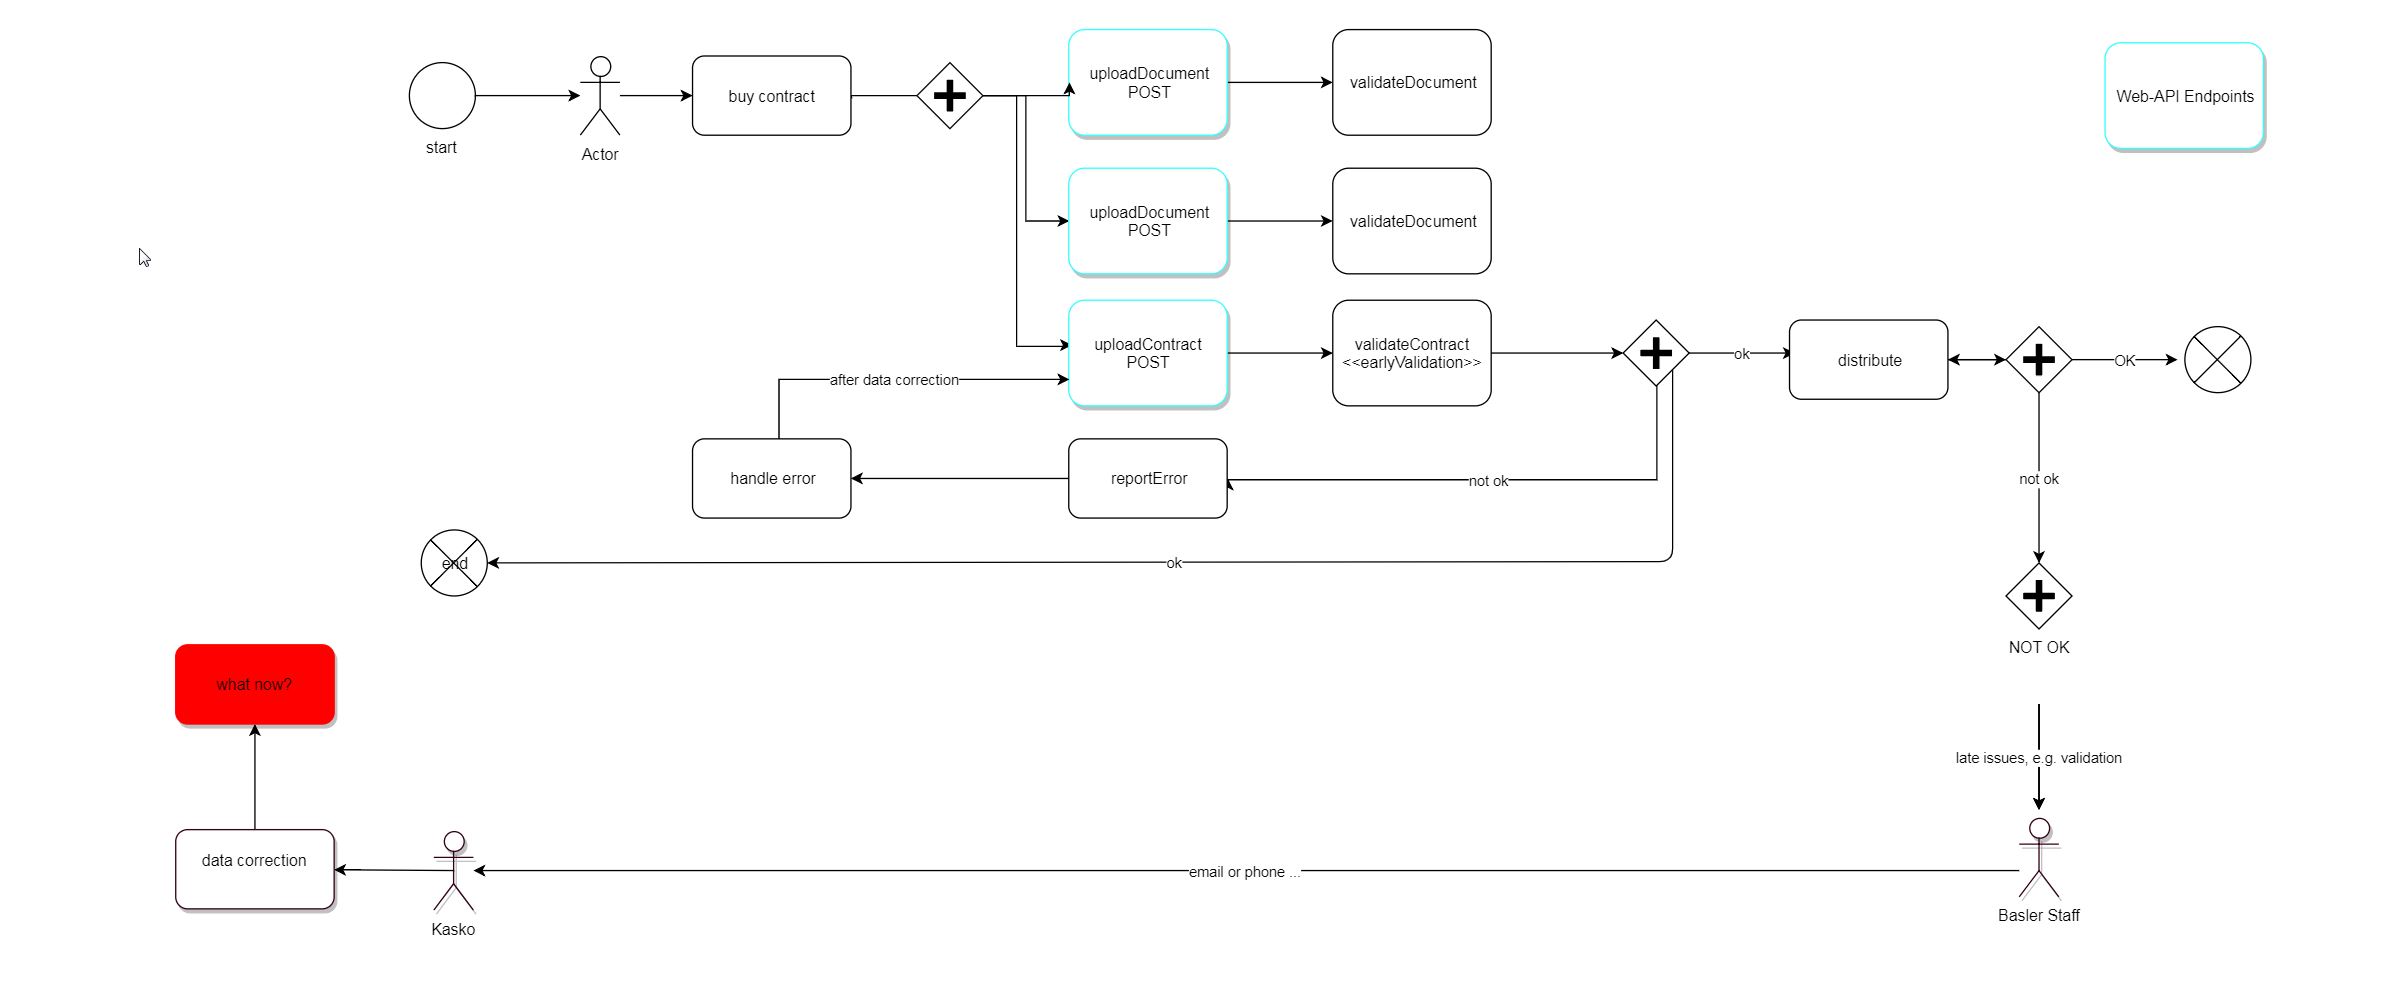 uploadDocument
POST
validateDocument
buy contract
Web-API Endpoints
start
Actor
uploadDocument
POST
validateDocument
uploadContract
POST
validateContract
<<earlyValidation>>
ok
distribute
OK
after data correction
handle error
reportError
not ok
not ok
end
ok
NOT OK
what now?
late issues, e.g. validation
data correction
email or phone ...
Kasko
Basler Staff